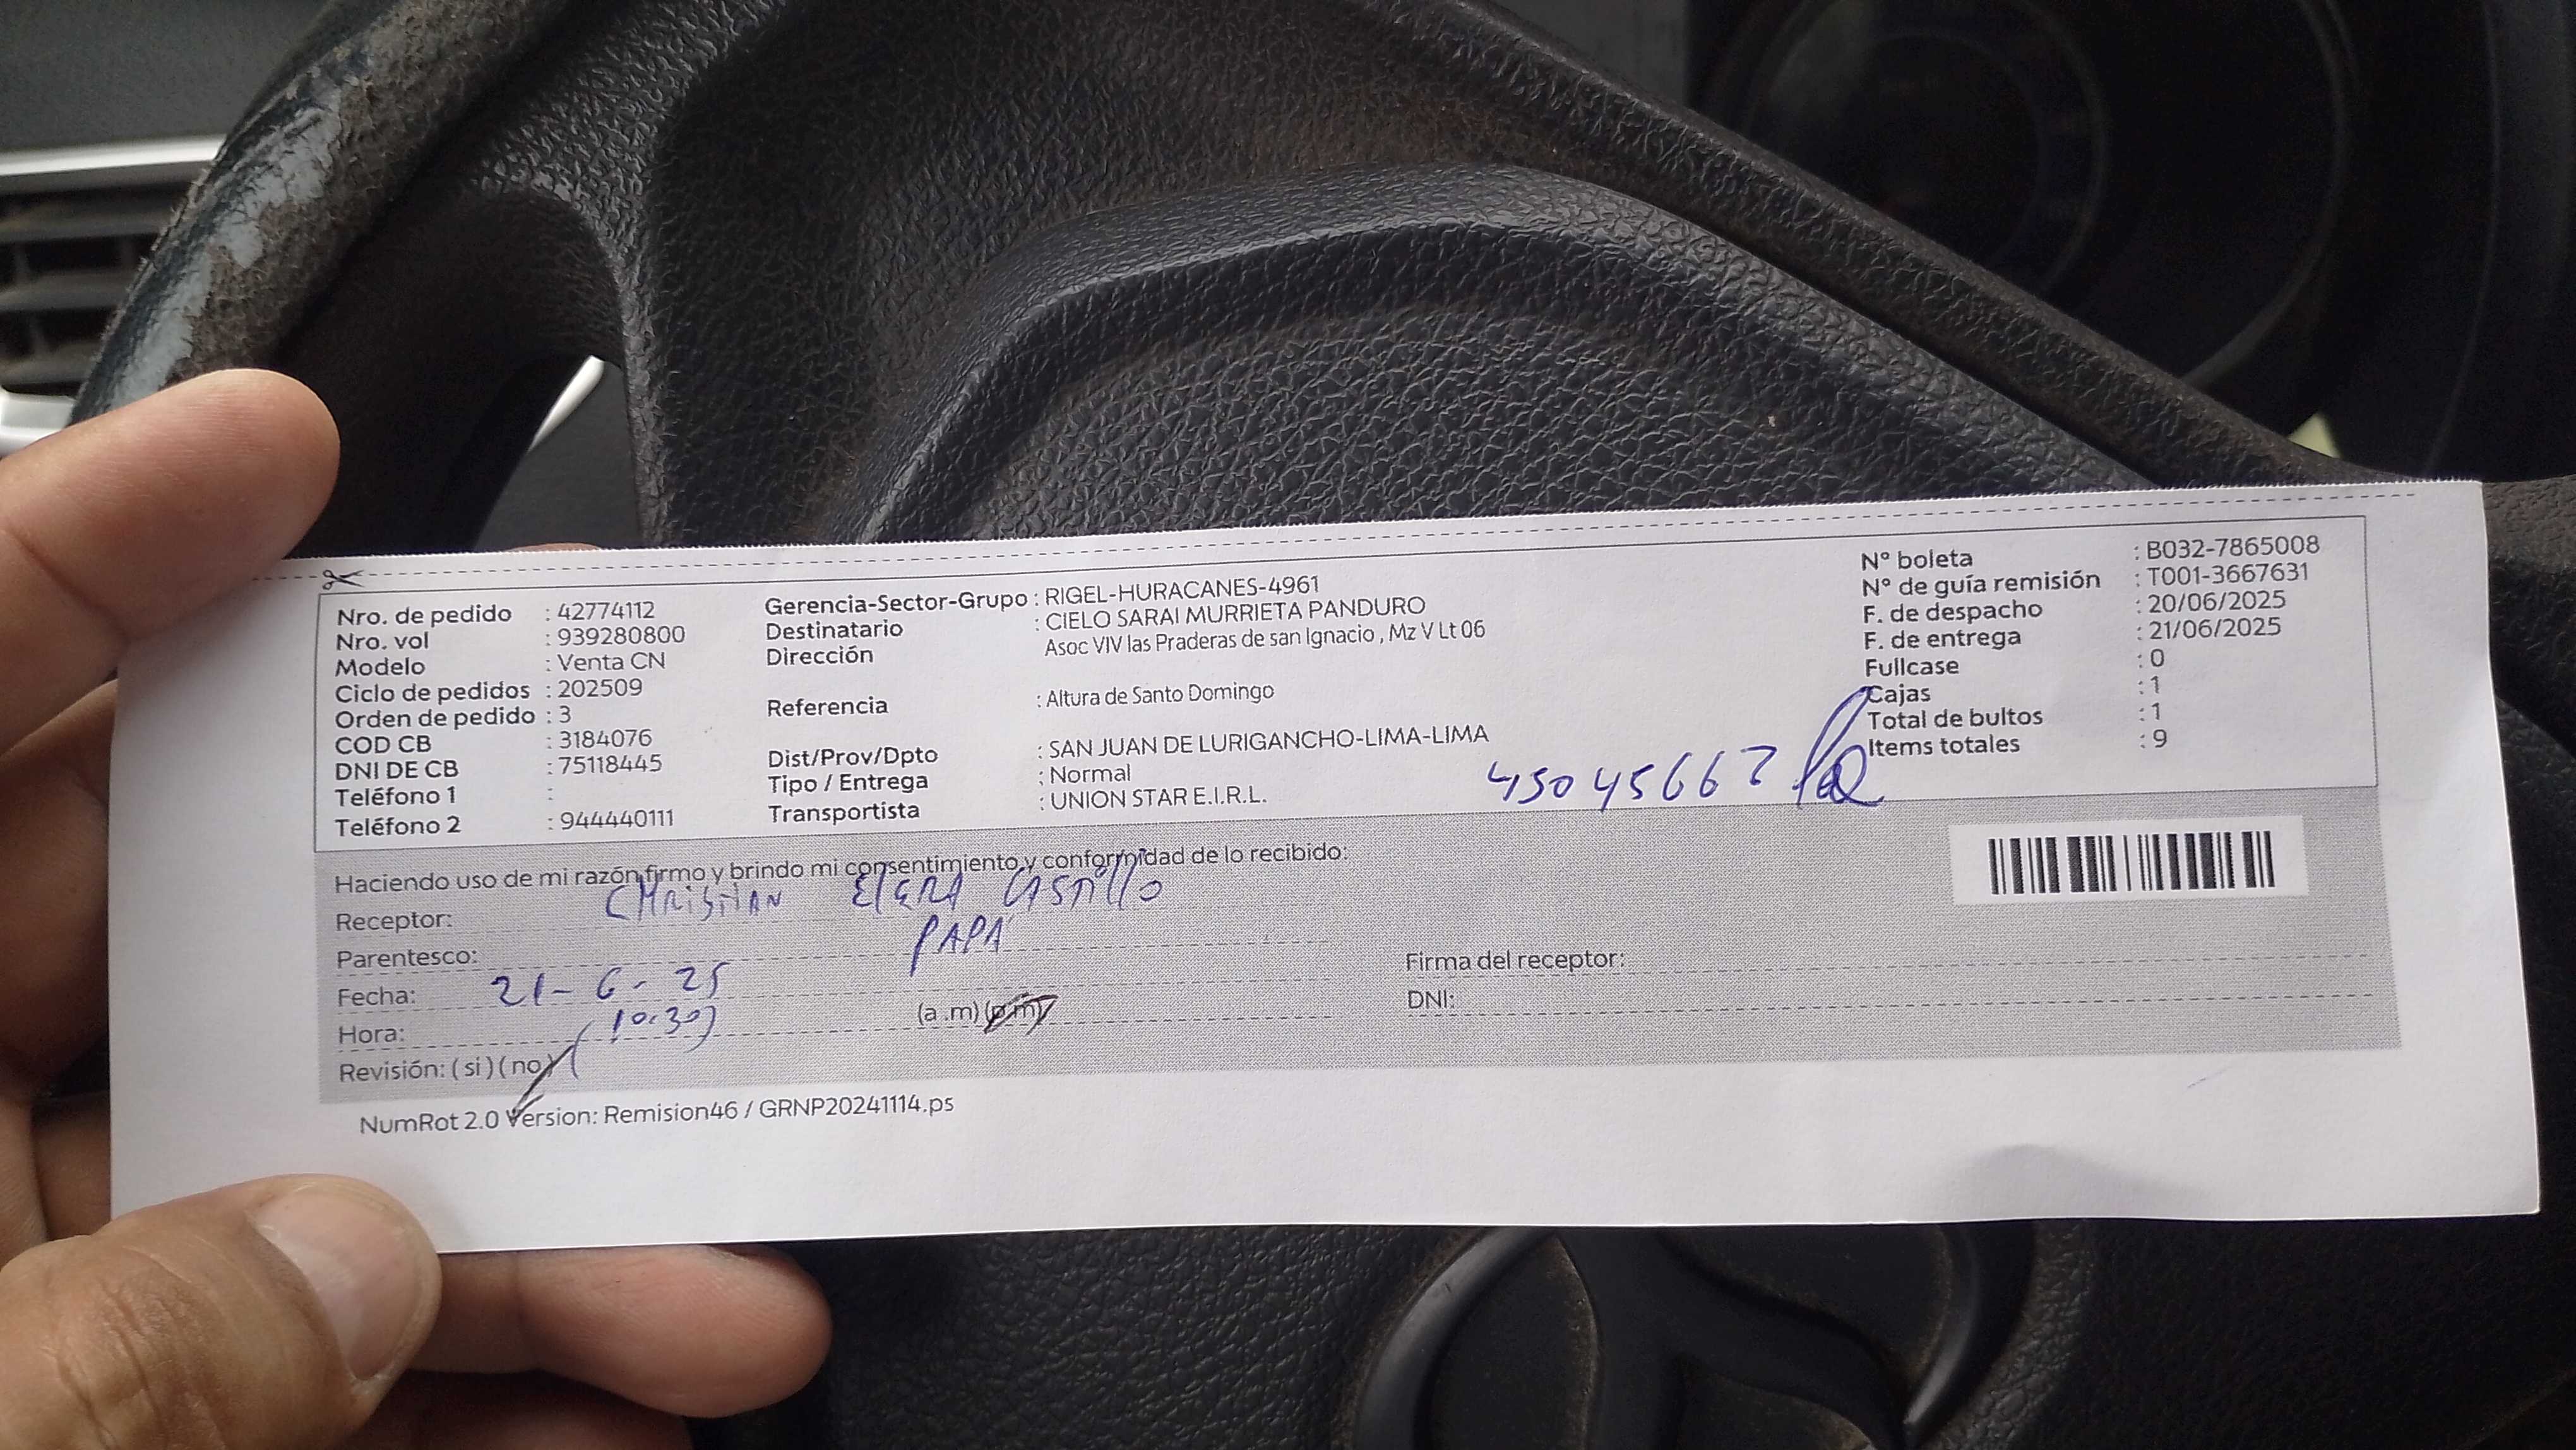 Nro. de pedido : 42774112
Nro. vol : 939280800
Modelo : Venta CN
Ciclo de pedidos : 202509
Orden de pedido : 3
COD CB : 3184076
DNI DE CB : 75118445
Teléfono 1 :
Teléfono 2 : 944440111
Gerencia-Sector-Grupo : RIGEL-HURACANES-4961
Destinatario : CIELO SARAI MURRIETA PANDURO
Dirección Asoc VIV las Praderas de san Ignacio , Mz V Lt 06
Referencia : Altura de Santo Domingo
Dist/Prov/Dpto : SAN JUAN DE LURIGANCHO-LIMA-LIMA
Tipo / Entrega : Normal
Transportista : UNION STAR E.I.R.L.
N° boleta : B032-7865008
N° de guía remisión : T001-3667631
F. de despacho : 20/06/2025
F. de entrega : 21/06/2025
Fullcase : 0
Cajas : 1
Total de bultos : 1
Items totales : 9
Haciendo uso de mi razón firmo y brindo mi consentimiento y conformidad de lo recibido:
Receptor: CHRISTIAN ELERA CASTILLO
Parentesco: PAPA
Fecha: 21-6-25
Hora: (10:30) (a .m) (p.m)
Revisión: ( si ) ( no )
Firma del receptor:
DNI:
NumRot 2.0 Version: Remision46 / GRNP20241114.ps